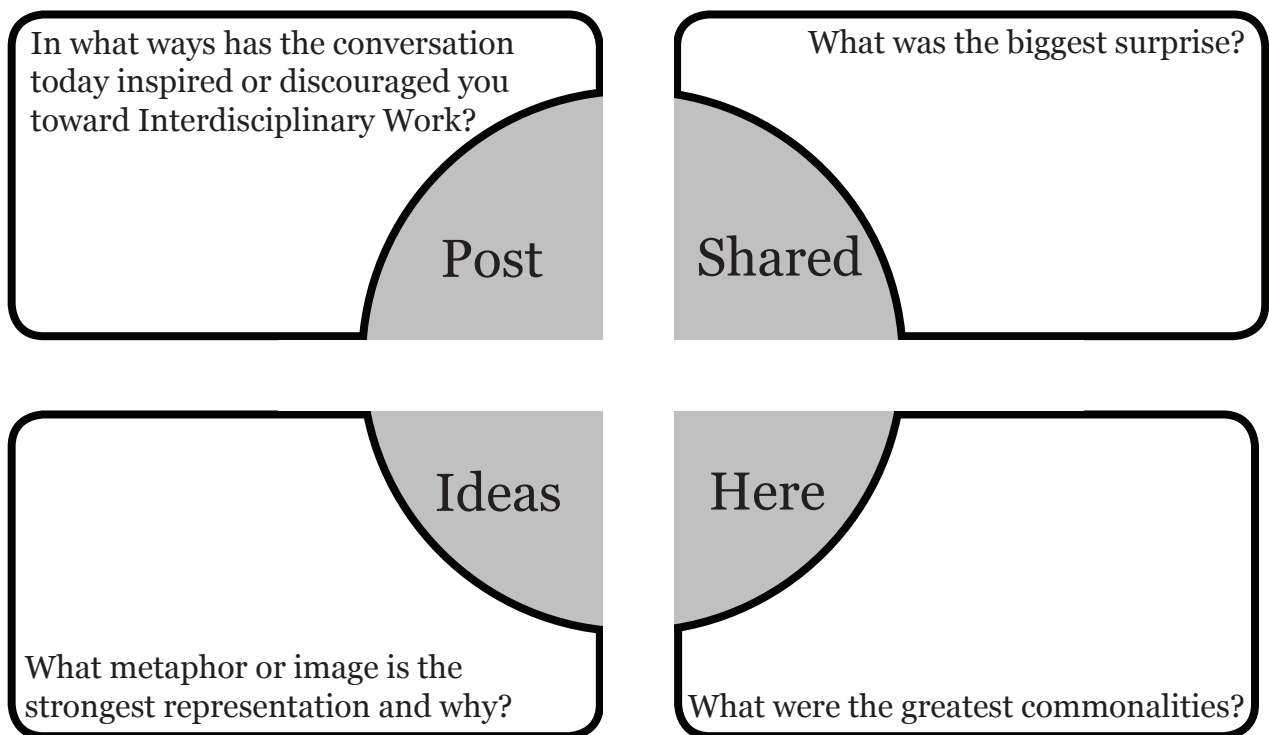 In what ways has the conversation
today inspired or discouraged you
toward Interdisciplinary Work?
Post
What was the biggest surprise?
Shared
Ideas
What metaphor or image is the
strongest representation and why?
Here
What were the greatest commonalities?